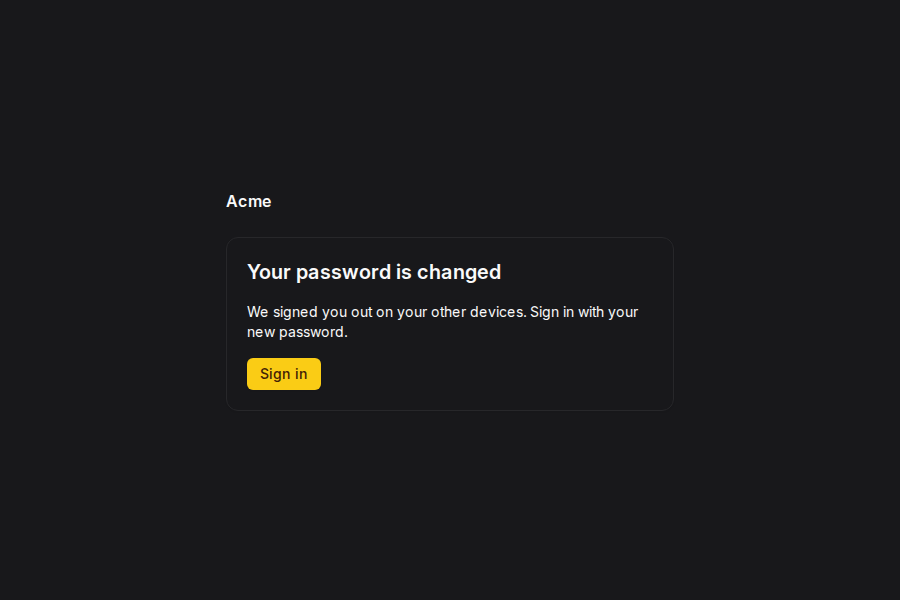 Acme
Your password is changed
We signed you out on your other devices. Sign in with your
new password.
Sign in